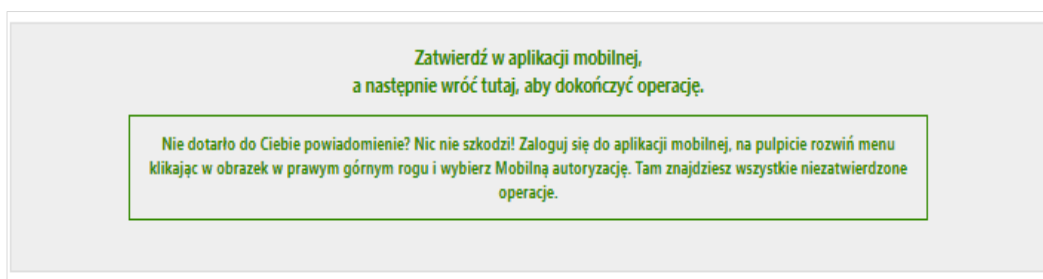 Zatwierdź w aplikacji mobilnej,
a następnie wróć tutaj, aby dokończyć operację.
Nie dotarło do Ciebie powiadomienie? Nic nie szkodzi! Zaloguj się do aplikacji mobilnej, na pulpicie rozwiń menu
klikając w obrazek w prawym górnym rogu i wybierz Mobilną autoryzację. Tam znajdziesz wszystkie niezatwierdzone
operacje.